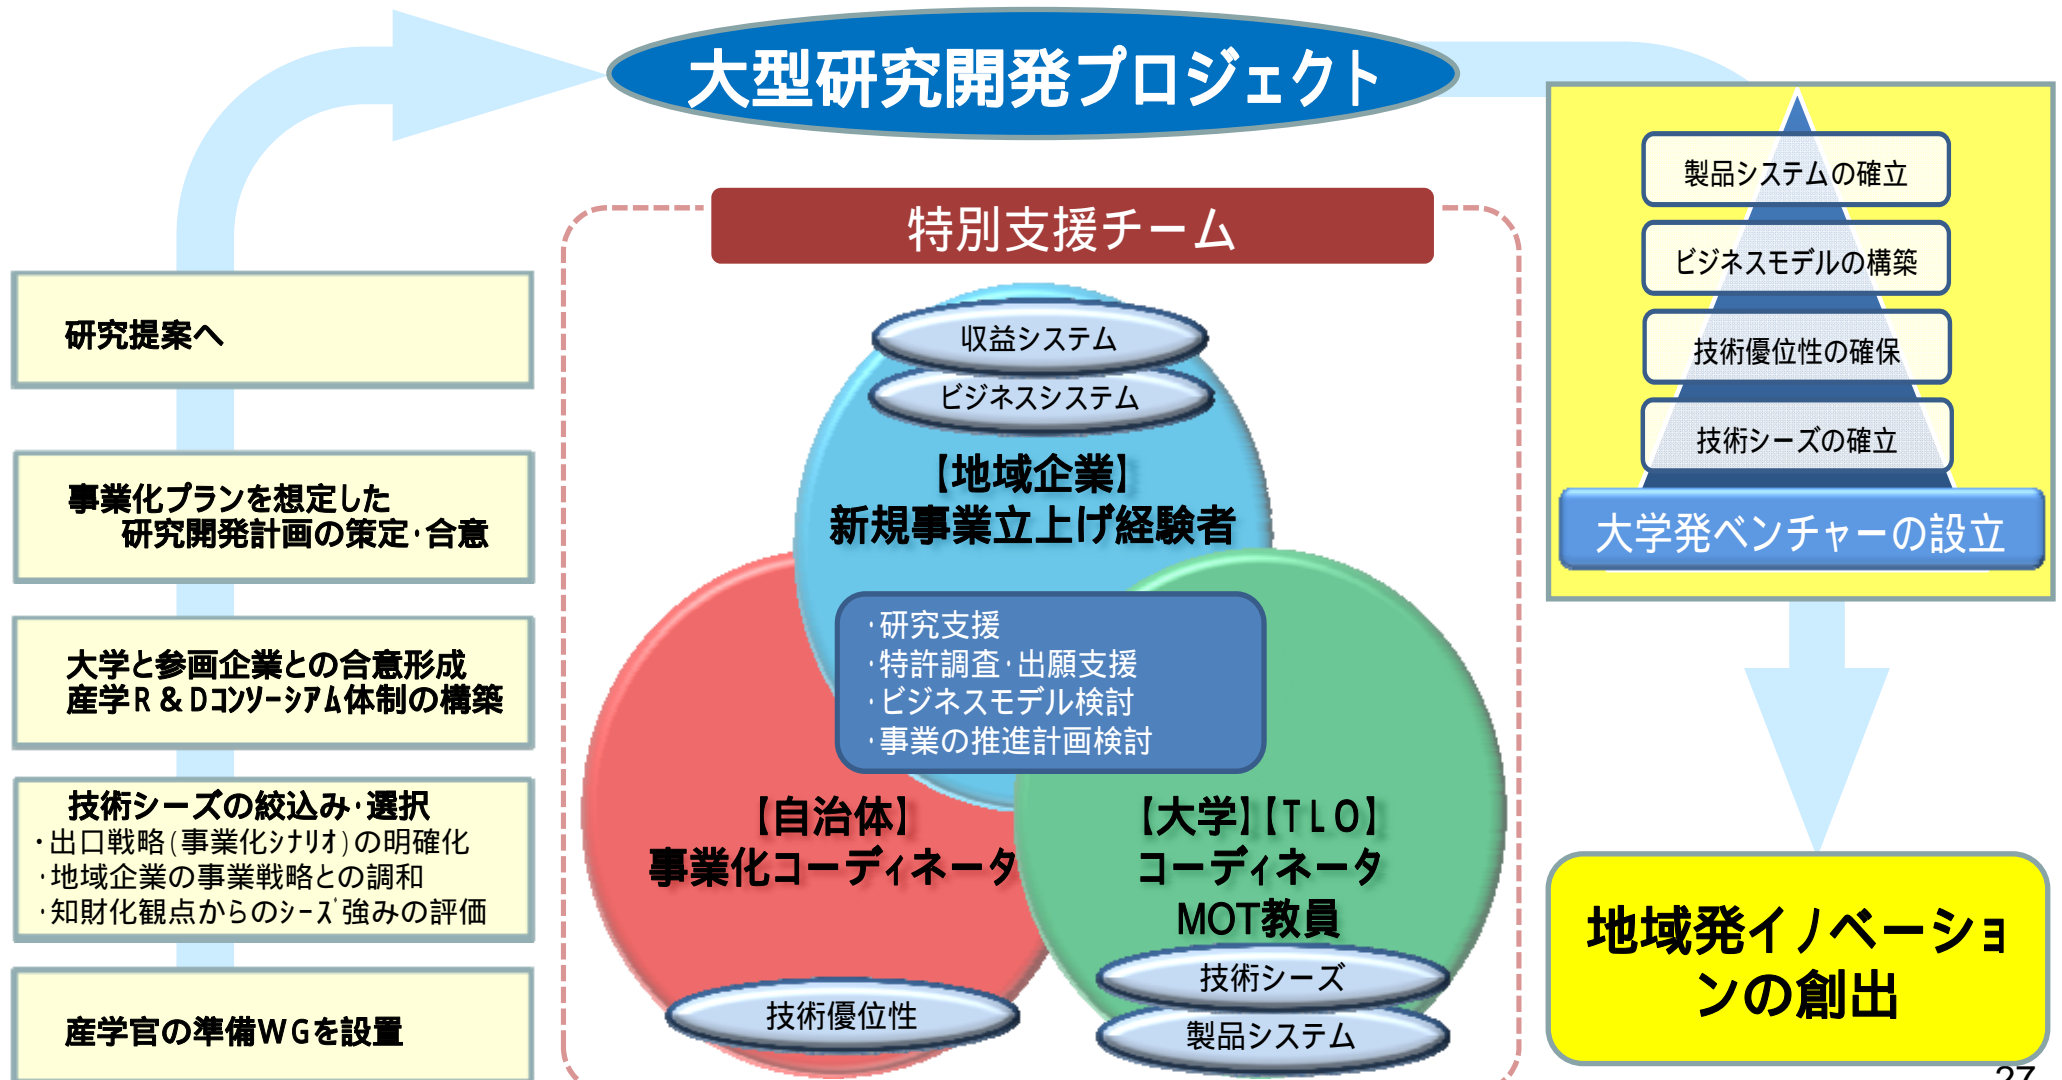 大型研究開発プロジェクト
研究提案へ
事業化プランを想定した
研究開発計画の策定・合意
大学と参画企業との合意形成
産学R&Dｺﾝｿｰｼｱﾑ体制の構築
技術シーズの絞込み・選択
・出口戦略(事業化ｼﾅﾘｵ)の明確化
・地域企業の事業戦略との調和
・知財化観点からのｼｰｽﾞ強みの評価
産学官の準備WGを設置
特別支援チーム
収益システム
ビジネスシステム
【地域企業】
新規事業立上げ経験者
・研究支援
・特許調査・出願支援
・ビジネスモデル検討
・事業の推進計画検討
【自治体】
事業化コーディネータ
技術優位性
【大学】【TLO】
コーディネータ
MOT教員
技術シーズ
製品システム
製品システムの確立
ビジネスモデルの構築
技術優位性の確保
技術シーズの確立
大学発ベンチャーの設立
地域発イノベーショ
ンの創出
27